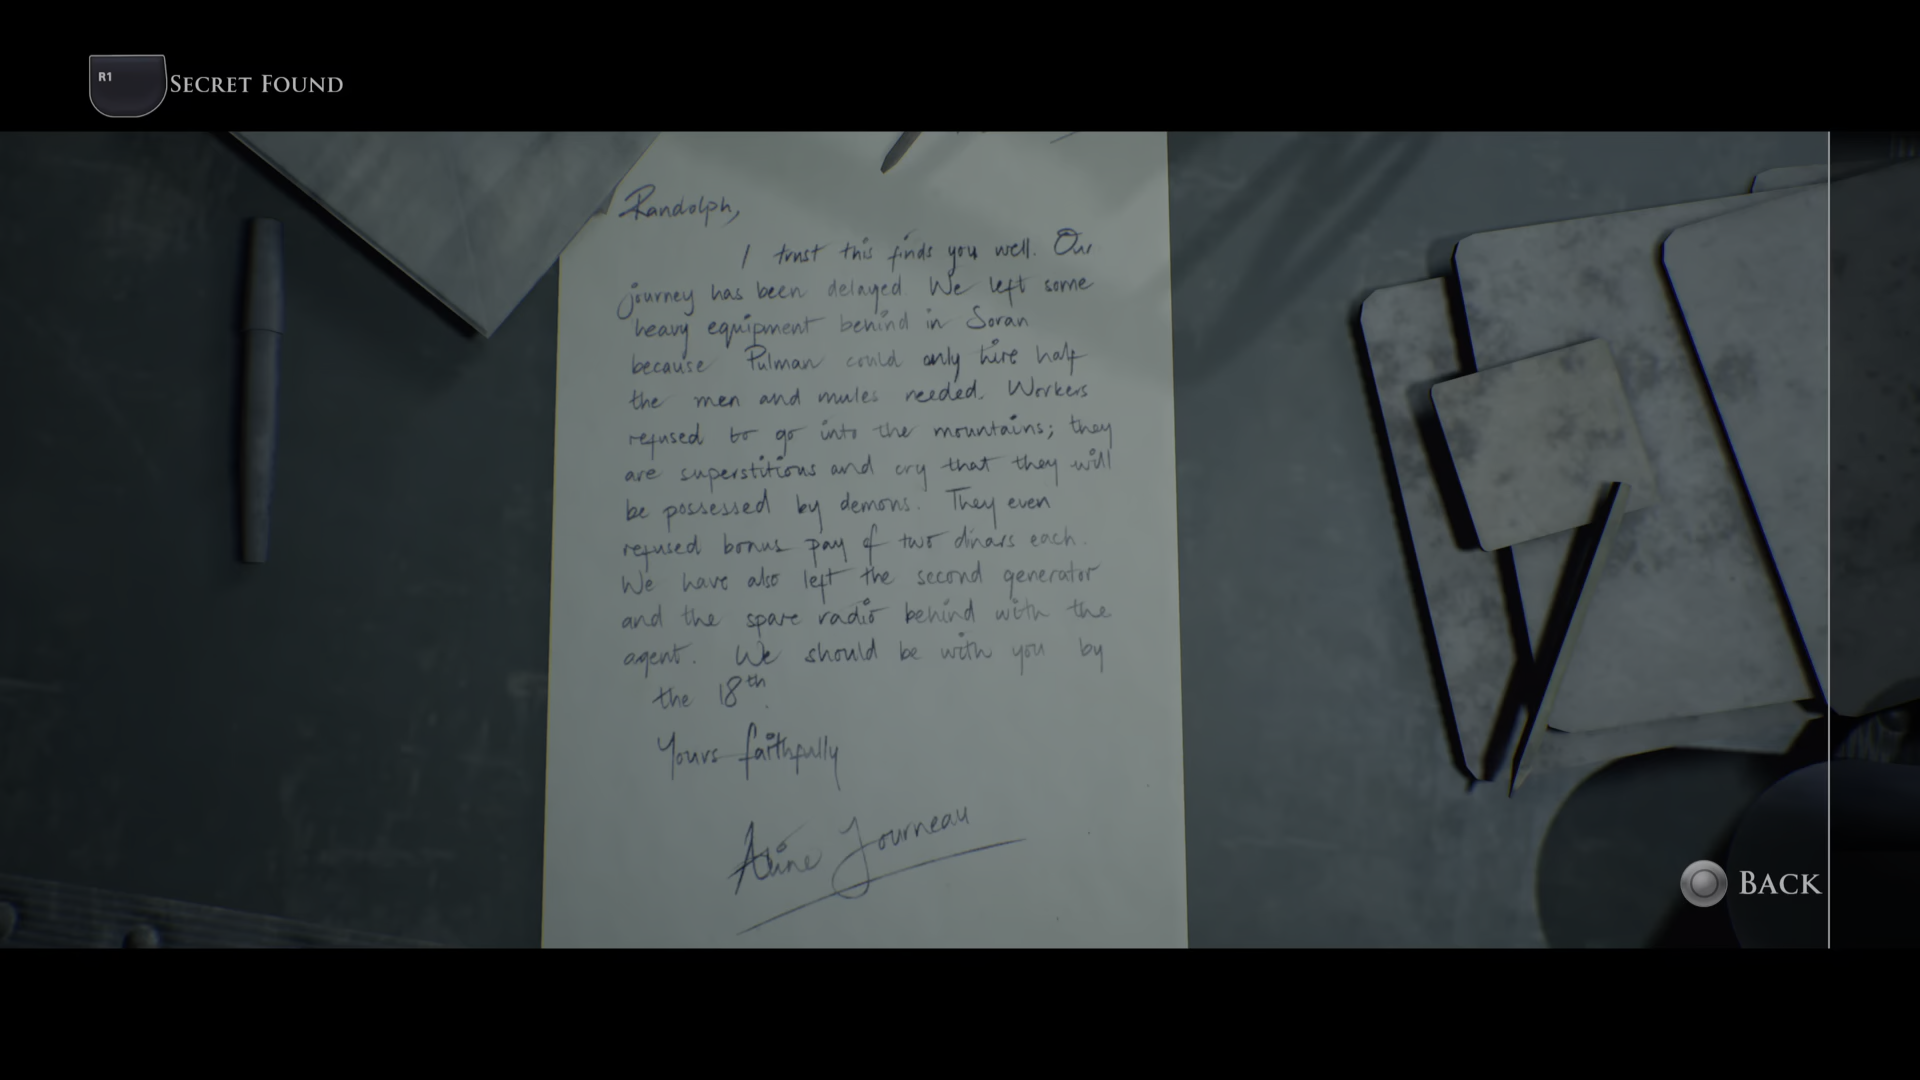 R1
SECRET FOUND
Randolph,
I trust this finds you well. Our
journey has been delayed We left some
heavy equipment behind in Soran
because Pulman could only hire half
the men and mules needed. Workers
refused to go into the mountains; they
are superstitious and cry that they will
be possessed by demons. They even
refused bonus pay of two dinars each.
We have also left the second generator
and the spare radio behind with the
agent. We should be with you by
the 18th.
Yours faithfully
Aline Journeau
BACK